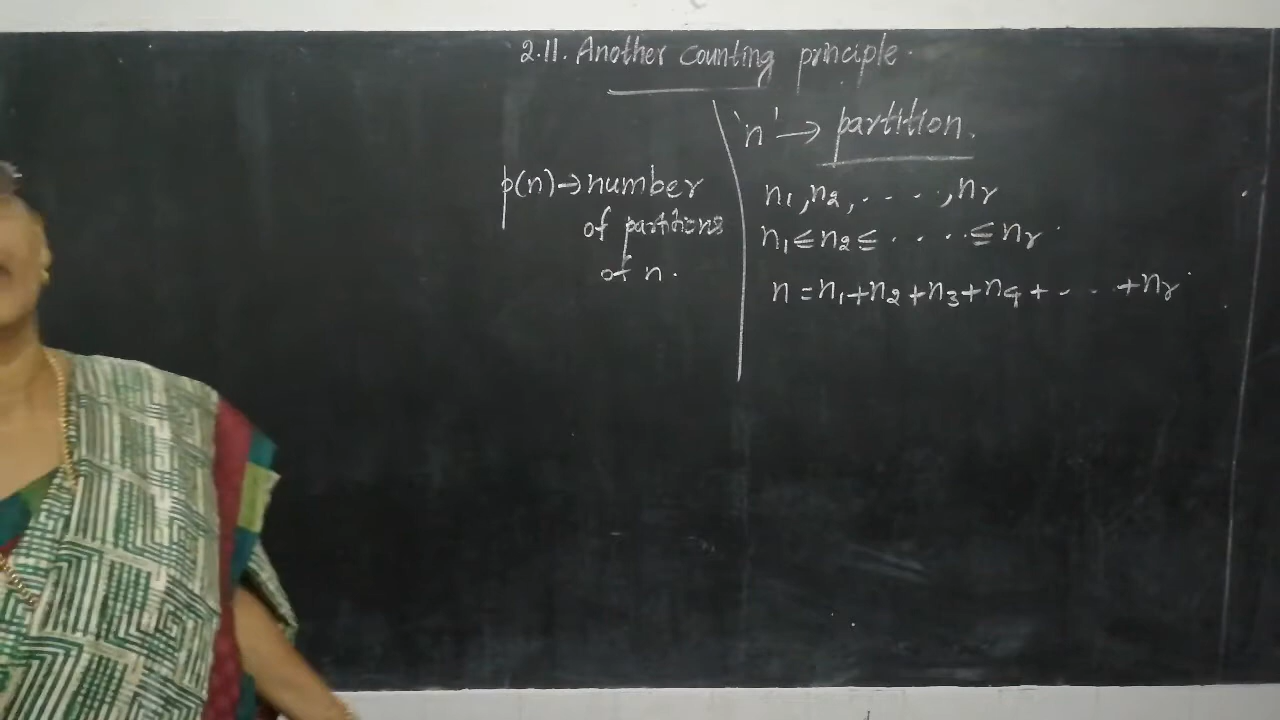 2.11. Another counting principle.
p(n)→number
of partitions
of n.
'n'→ partition.
n₁,n₂, . . . . ,nᵣ
n₁≤n₂≤ . . . . ≤nᵣ
n=n₁+n₂+n₃+n₄+ . . . +nᵣ